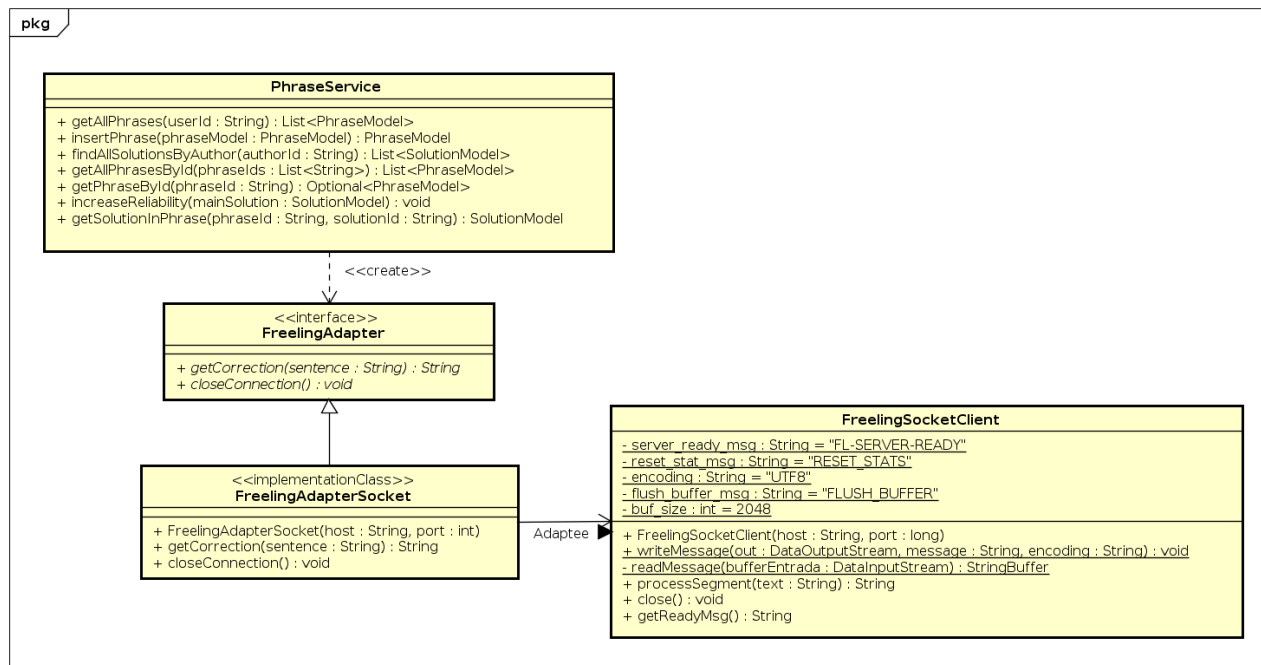 pkg
PhraseService
+ getAllPhrases(userId : String) : List<PhraseModel>
+ insertPhrase(phraseModel : PhraseModel) : PhraseModel
+ findAllSolutionsByAuthor(authorId : String) : List<SolutionModel>
+ getAllPhrasesById(phraseIds : List<String>) : List<PhraseModel>
+ getPhraseById(phraseId : String) : Optional<PhraseModel>
+ increaseReliability(mainSolution : SolutionModel) : void
+ getSolutionInPhrase(phraseId : String, solutionId : String) : SolutionModel
<<create>>
<<interface>>
FreelingAdapter
+ getCorrection(sentence : String) : String
+ closeConnection() : void
<<implementationClass>>
FreelingAdapterSocket
+ FreelingAdapterSocket(host : String, port : int)
+ getCorrection(sentence : String) : String
+ closeConnection() : void
Adaptee
FreelingSocketClient
- server_ready_msg : String = "FL-SERVER-READY"
- reset_stat_msg : String = "RESET_STATS"
- encoding : String = "UTF8"
- flush_buffer_msg : String = "FLUSH_BUFFER"
- buf_size : int = 2048
+ FreelingSocketClient(host : String, port : long)
+ writeMessage(out : DataOutputStream, message : String, encoding : String) : void
- readMessage(bufferEntrada : DataInputStream) : StringBuffer
+ processSegment(text : String) : String
+ close() : void
+ getReadyMsg() : String